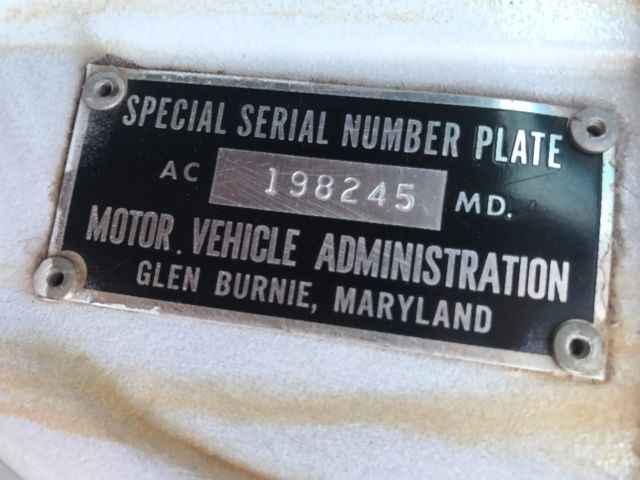 SPECIAL SERIAL NUMBER PLATE
AC 198245 MD.
MOTOR VEHICLE ADMINISTRATION
GLEN BURNIE, MARYLAND